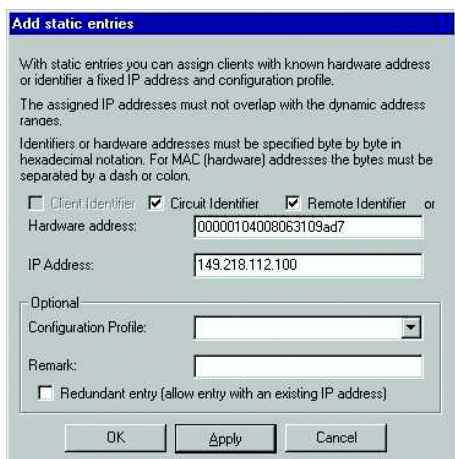 Add static entries
With static entries you can assign clients with known hardware address
or identifier a fixed IP address and configuration profile.
The assigned IP addresses must not overlap with the dynamic address
ranges.
Identifiers or hardware addresses must be specified byte by byte in
hexadecimal notation. For MAC (hardware) addresses the bytes must be
separated by a dash or colon.
Client Identifier Circuit Identifier Remote Identifier or
Hardware address: 00000104008063109ad7
IP Address: 149.218.112.100
Optional
Configuration Profile:
Remark:
Redundant entry (allow entry with an existing IP address)
OK Apply Cancel